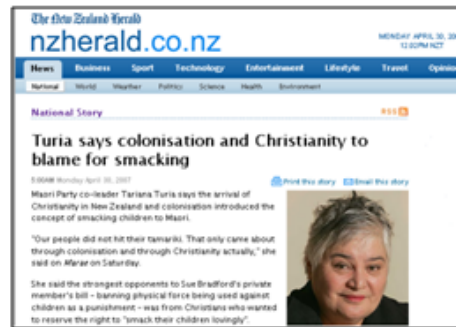 The New Zealand Herald
nzherald.co.nz
MONDAY APRIL 30, 20
12:02PM NZT
News Business Sport Technology Entertainment Lifestyle Travel Opinio
National World Weather Politics Science Health Environment
National Story
RSS
Turia says colonisation and Christianity to
blame for smacking
5:00AM Monday April 30, 2007
Print this story Email this story
Maori Party co-leader Tariana Turia says the arrival of
Christianity in New Zealand and colonisation introduced the
concept of smacking children to Maori.
"Our people did not hit their tamariki. That only came about
through colonisation and through Christianity actually," she
said on Marae on Saturday.
She said the strongest opponents to Sue Bradford's private
member's bill - banning physical force being used against
children as a punishment - was from Christians who wanted
to reserve the right to "smack their children lovingly".